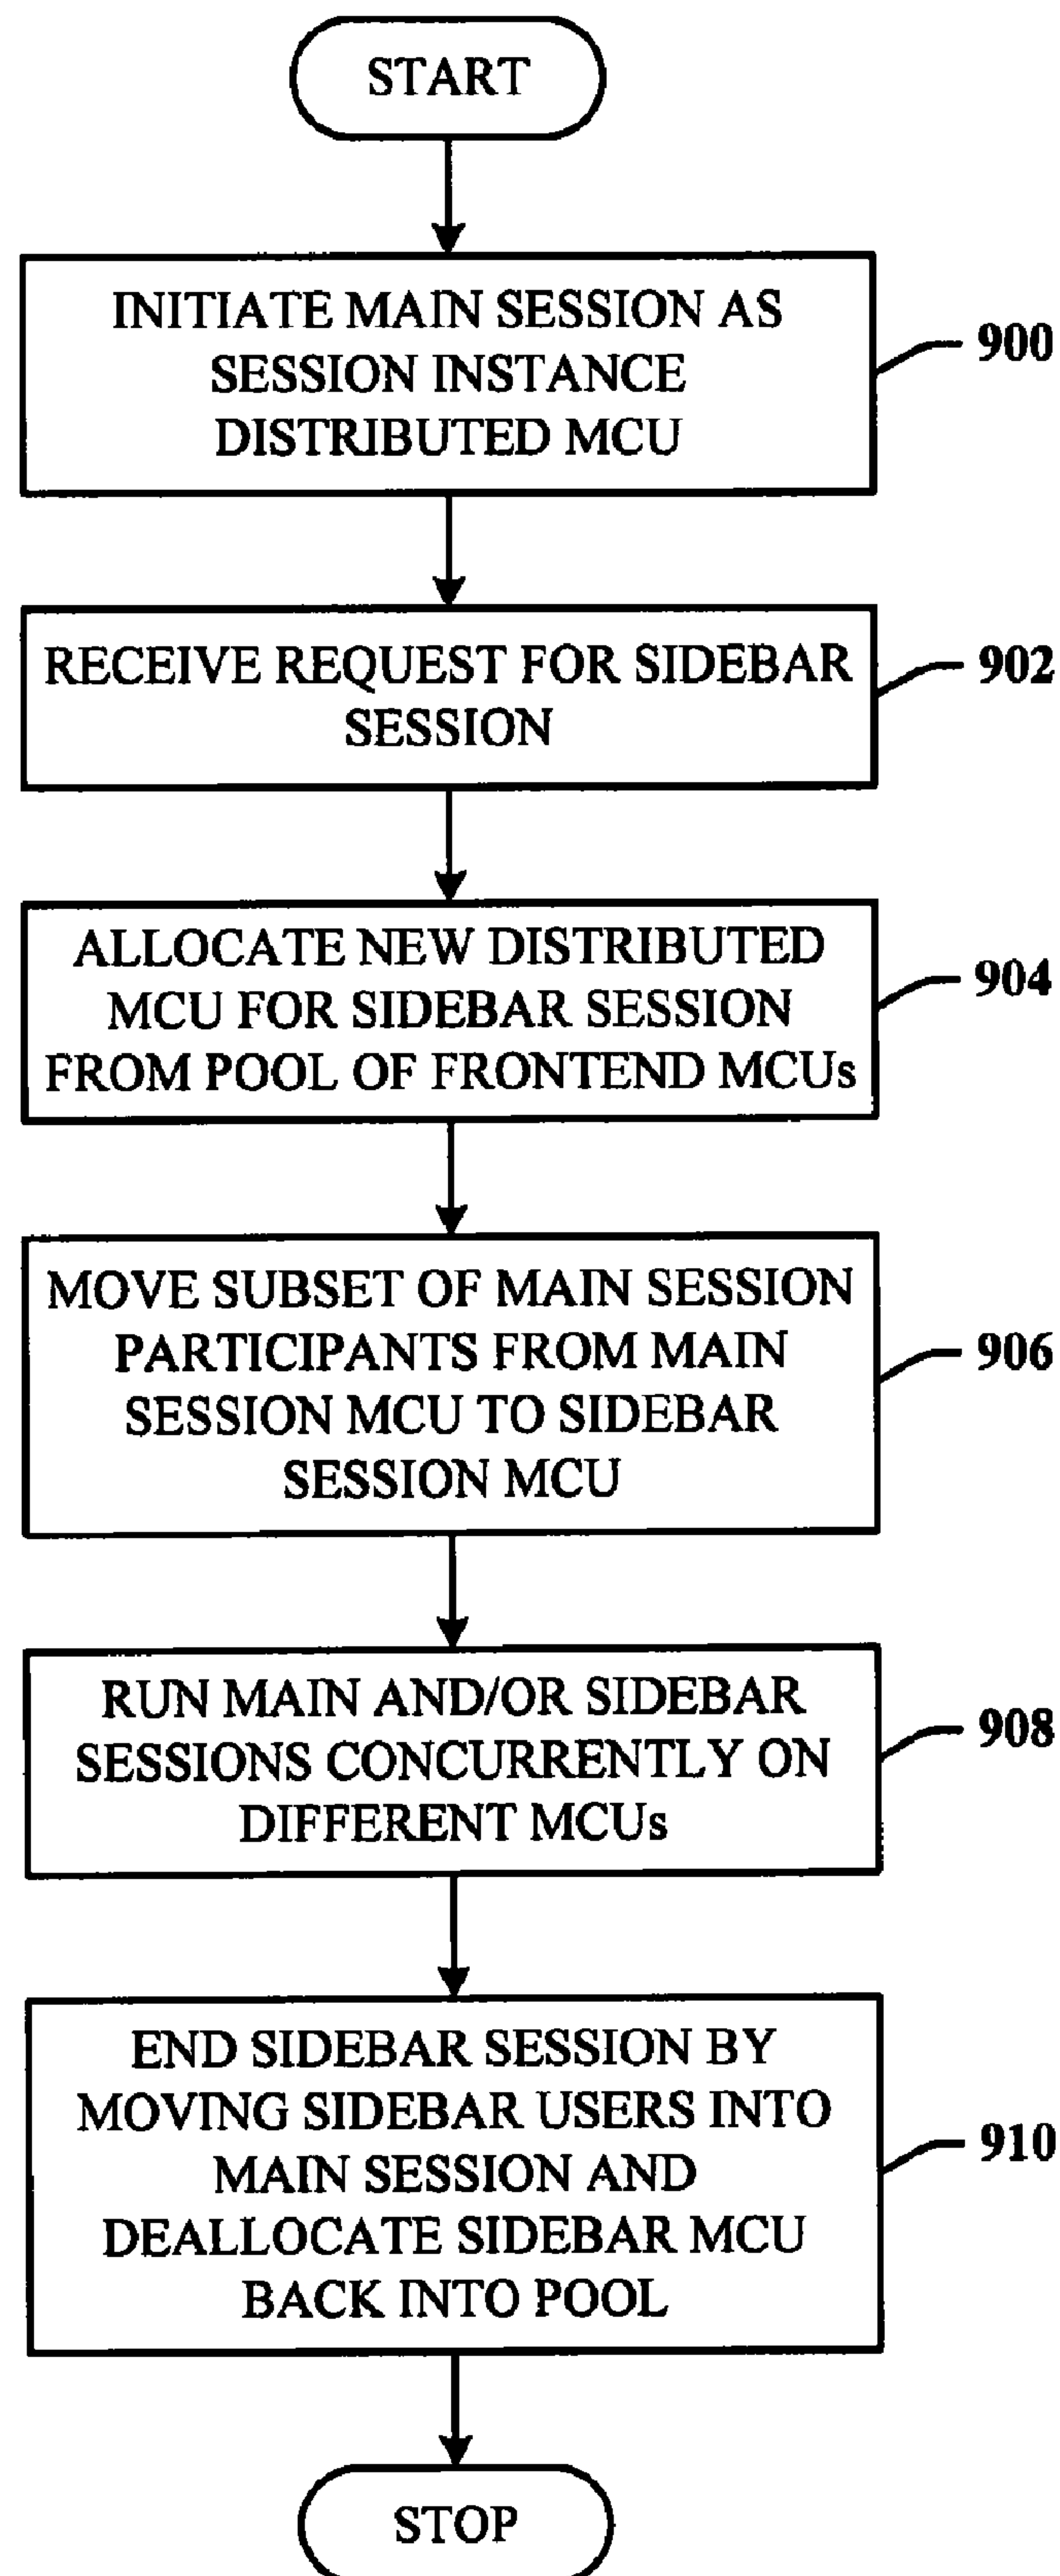 START
INITIATE MAIN SESSION AS
SESSION INSTANCE
DISTRIBUTED MCU
900
RECEIVE REQUEST FOR SIDEBAR
SESSION
902
ALLOCATE NEW DISTRIBUTED
MCU FOR SIDEBAR SESSION
FROM POOL OF FRONTEND MCUs
904
MOVE SUBSET OF MAIN SESSION
PARTICIPANTS FROM MAIN
SESSION MCU TO SIDEBAR
SESSION MCU
906
RUN MAIN AND/OR SIDEBAR
SESSIONS CONCURRENTLY ON
DIFFERENT MCUs
908
END SIDEBAR SESSION BY
MOVING SIDEBAR USERS INTO
MAIN SESSION AND
DEALLOCATE SIDEBAR MCU
BACK INTO POOL
910
STOP